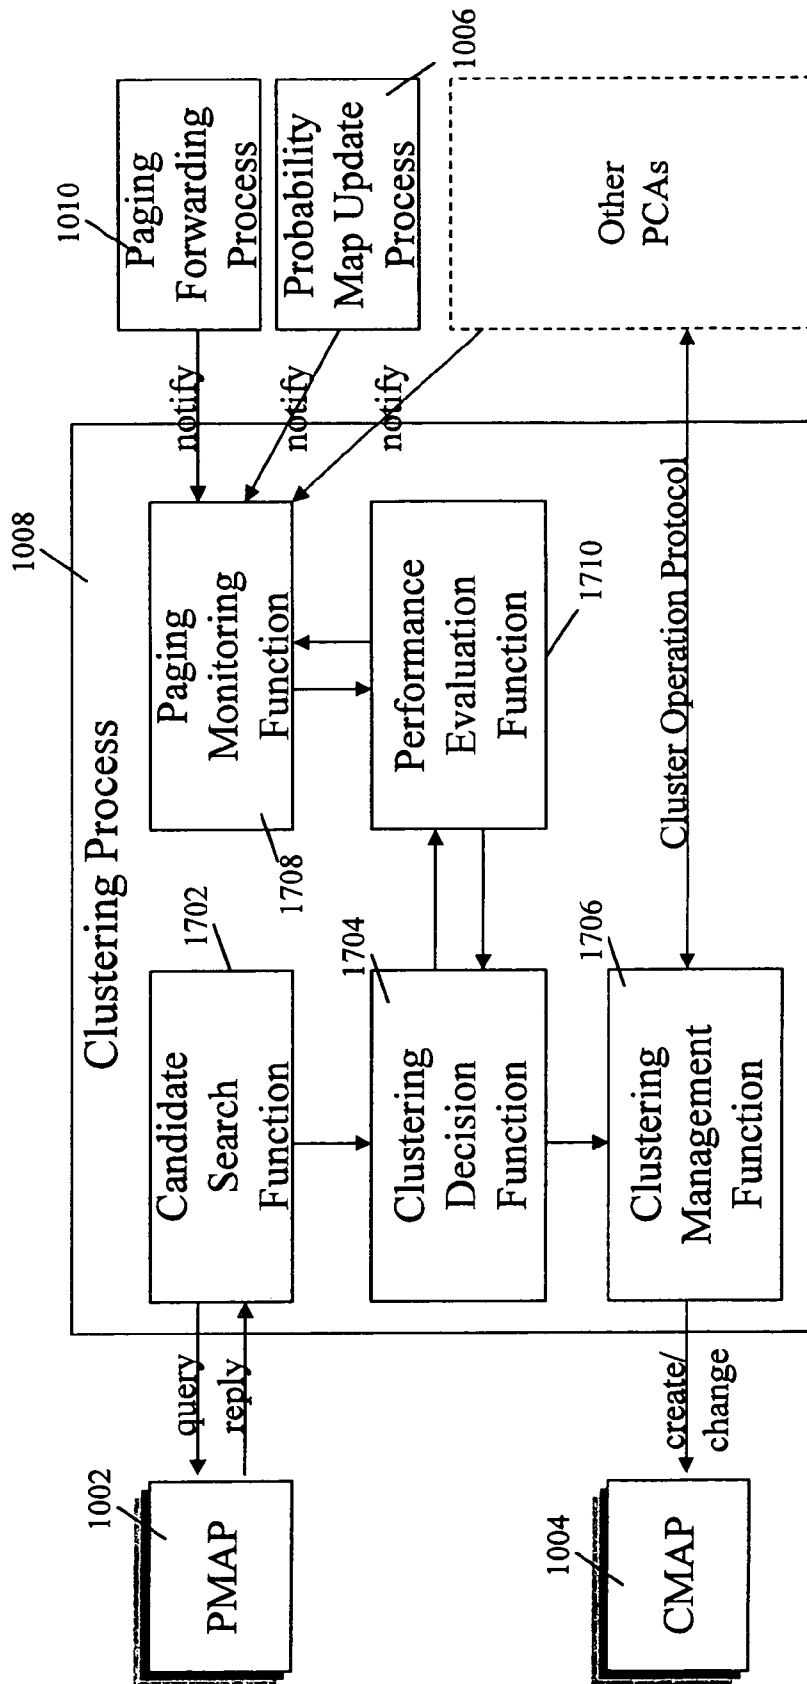 Clustering Process
1008
1002
PMAP
query
reply
1702
Candidate
Search
Function
1708
Paging
Monitoring
Function
notify
notify
notify
1010
Paging
Forwarding
Process
1006
Probability
Map Update
Process
1704
Clustering
Decision
Function
Performance
Evaluation
Function
1710
1004
CMAP
create/
change
1706
Clustering
Management
Function
Cluster Operation Protocol
Other
PCAs